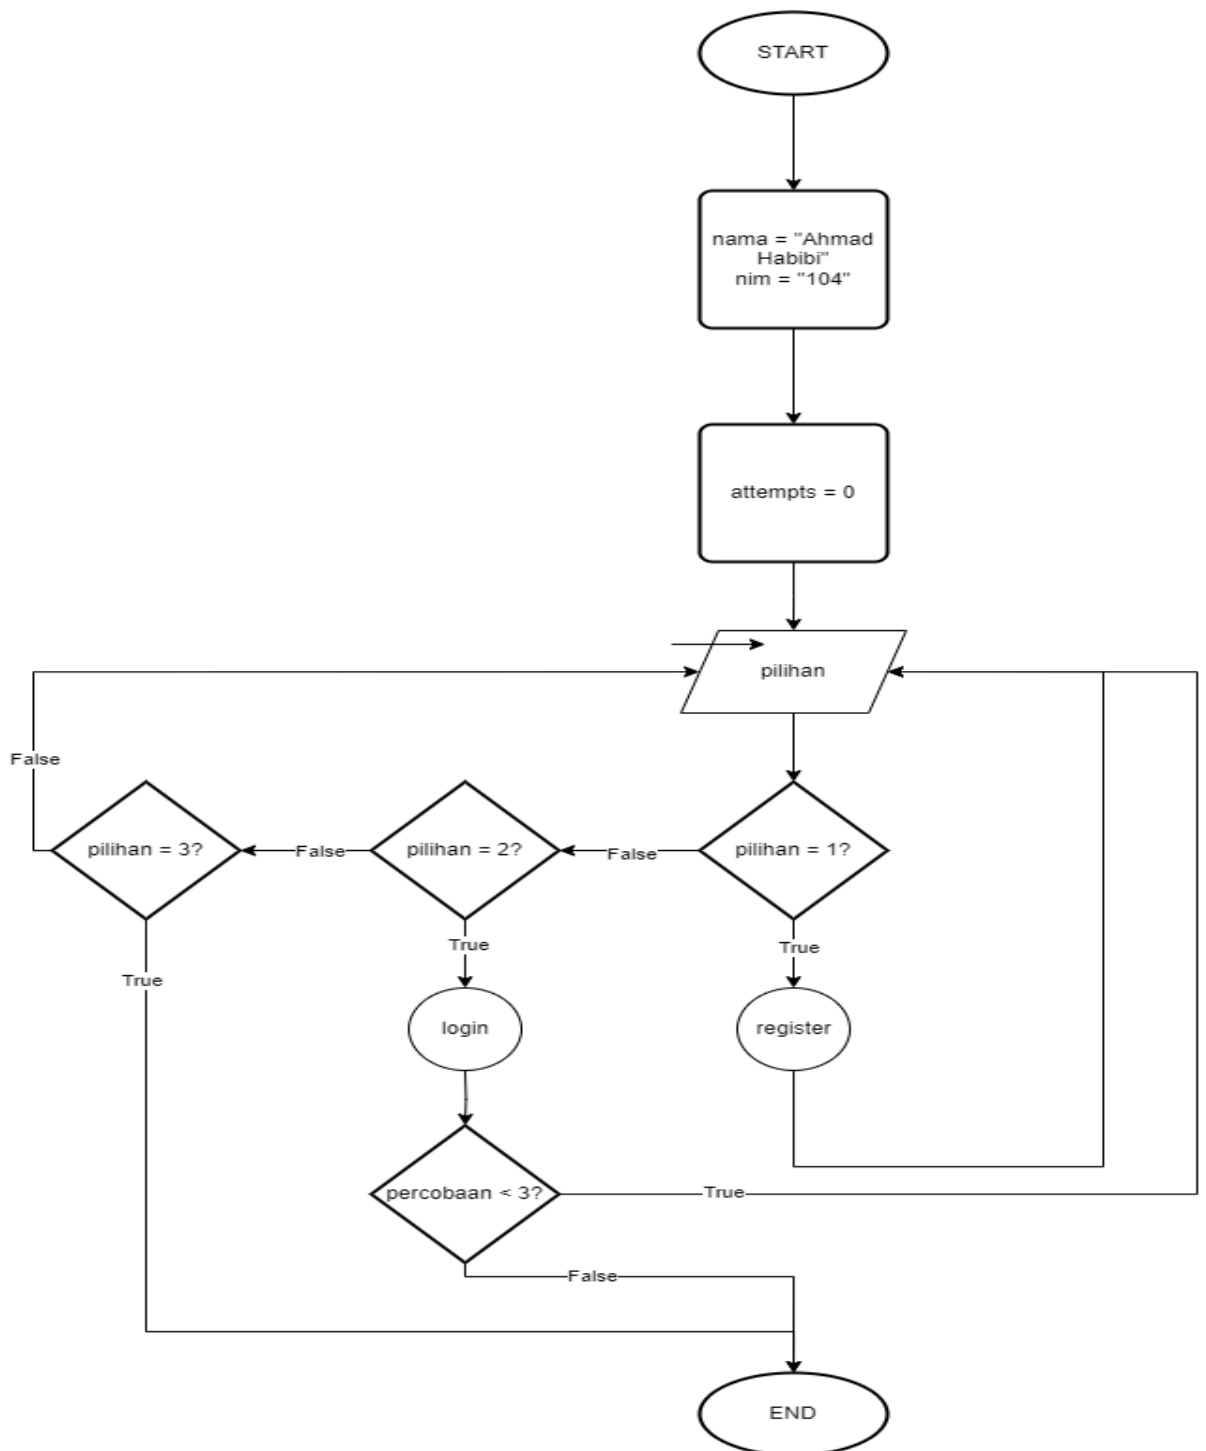 START
nama = "Ahmad
Habibi"
nim = "104"
attempts = 0
pilihan
False
pilihan = 3?
False
pilihan = 2?
False
pilihan = 1?
True
True
True
login
register
percobaan < 3?
True
False
END